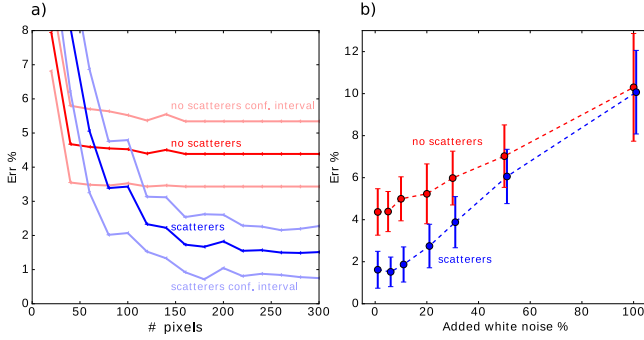 a)
8
7
6
5
4
3
2
1
0
Err %
no scatterers conf, interval
no scatterers
scatterers
scatterers conf, interval
0
50
100
150
200
250
300
# pixels
b)
12
10
8
6
4
2
0
Err %
no scatterers
scatterers
0
20
40
60
80
100
Added white noise %